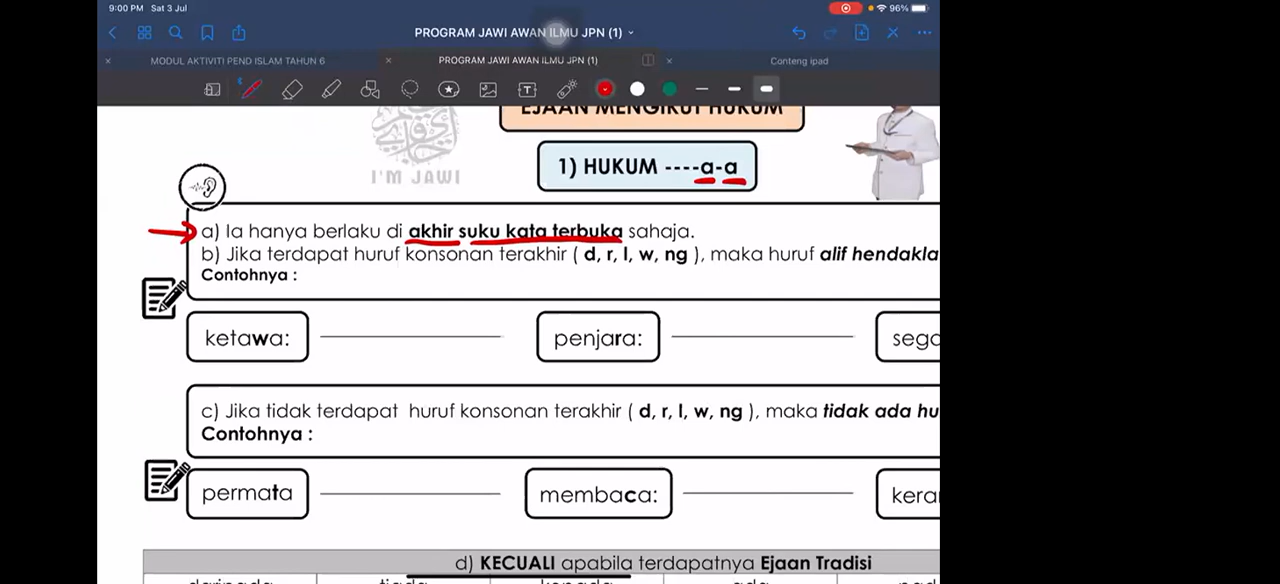 9:00 PM Sat 3 Jul
96%
PROGRAM JAWI AWAN ILMU JPN (1)
MODUL AKTIVITI PEND ISLAM TAHUN 6
PROGRAM JAWI AWAN ILMU JPN (1)
Conteng ipad
EJAAN MENGIKUT HUKUM
I'M JAWI
1) HUKUM ----a-a
a) Ia hanya berlaku di akhir suku kata terbuka sahaja.
b) Jika terdapat huruf konsonan terakhir ( d, r, l, w, ng ), maka huruf alif hendakla
Contohnya :
ketawa: penjara: sega
c) Jika tidak terdapat huruf konsonan terakhir ( d, r, l, w, ng ), maka tidak ada hu
Contohnya :
permata membaca: kera
d) KECUALI apabila terdapatnya Ejaan Tradisi
daripada tiada kepada ada